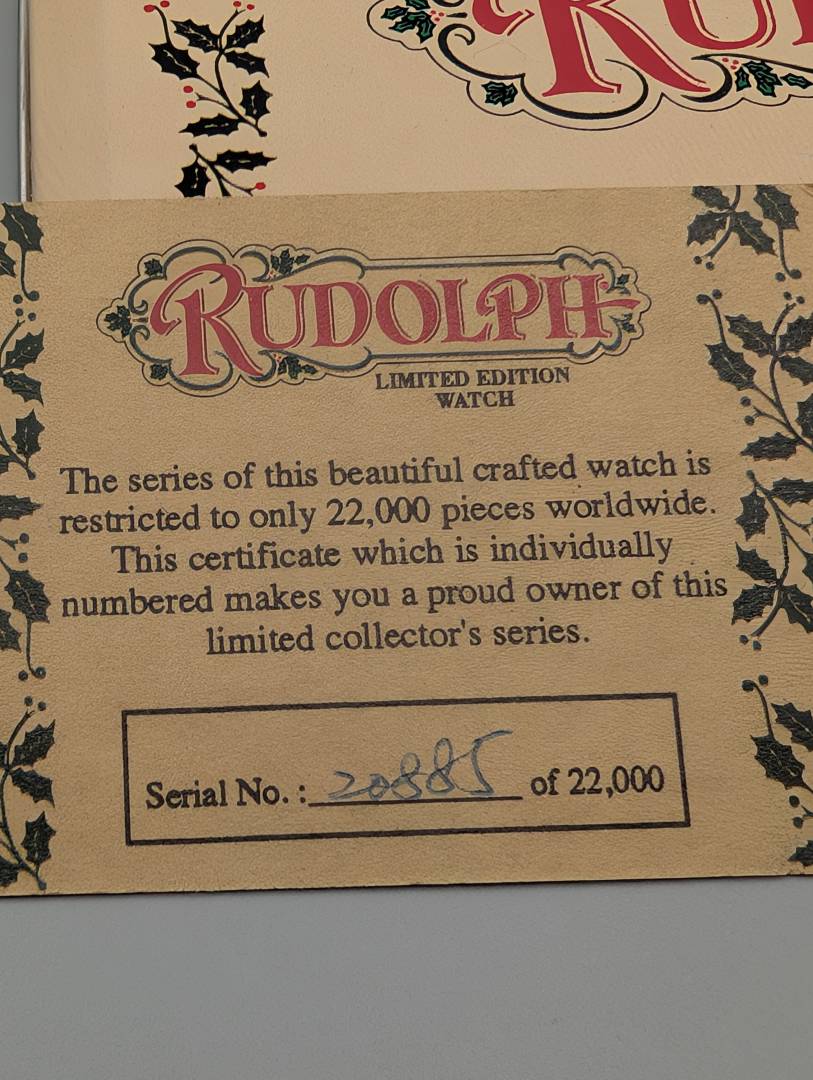 RU
RUDOLPH
LIMITED EDITION
WATCH
The series of this beautiful crafted watch is
restricted to only 22,000 pieces worldwide.
This certificate which is individually
numbered makes you a proud owner of this
limited collector's series.
Serial No. : 20885 of 22,000